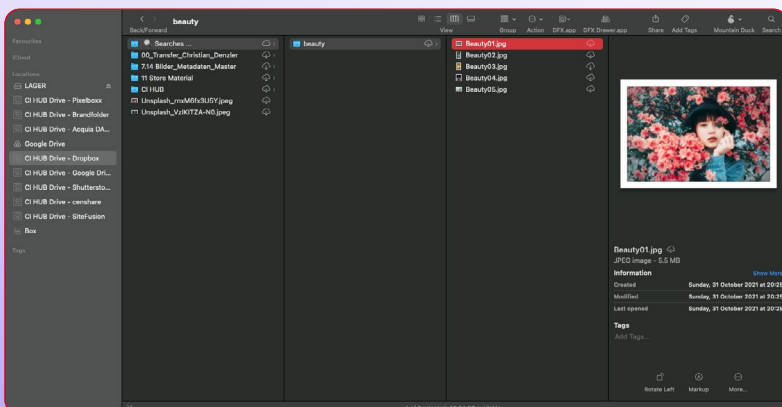 beauty
Back/Forward
View
Group
Action
DFX.app
DFX Drawer.app
Share
Add Tags
Mountain Duck
Search
Favourites
iCloud
Locations
LAGER
CI HUB Drive - Pixelboxx
CI HUB Drive - Brandfolder
CI HUB Drive - Acquia DA...
Google Drive
CI HUB Drive - Dropbox
CI HUB Drive - Google Dri...
CI HUB Drive - Shuttersto...
CI HUB Drive - censhare
CI HUB Drive - SiteFusion
Box
Tags
Searches ...
00_Transfer_Christian_Denzler
7.14 Bilder_Metadaten_Master
11 Store Material
CI HUB
beauty
Beauty01.jpg
Beauty02.jpg
Beauty03.jpg
Beauty04.jpg
Beauty05.jpg
Beauty01.jpg
JPEG image - 5.5 MB
Information
Show More
Created Sunday, 31 October 2021 at 20:25
Modified Sunday, 31 October 2021 at 20:25
Last opened Sunday, 31 October 2021 at 20:25
Tags
Add Tags...
Rotate Left
Markup
More...